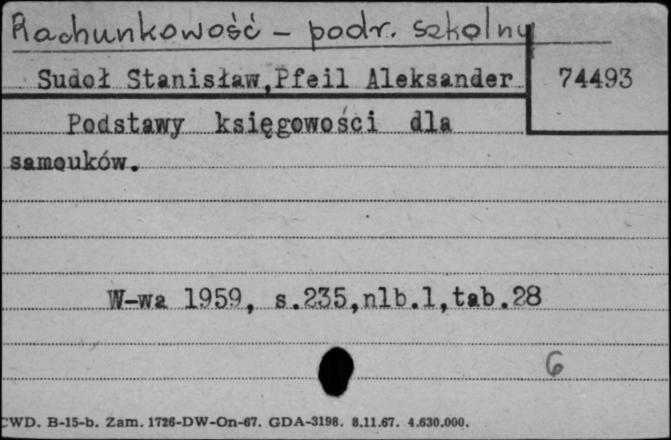 Rachunkowość - podr. szkolny
Sudoł Stanisław, Pfeil Aleksander 74493
Podstawy księgowości dla
samouków.
W-wa 1959, s.235,nlb.1,tab.28
6
CWD. B-15-b. Zam. 1726-DW-On-67. GDA-3198. 8.11.67. 4.630.000.